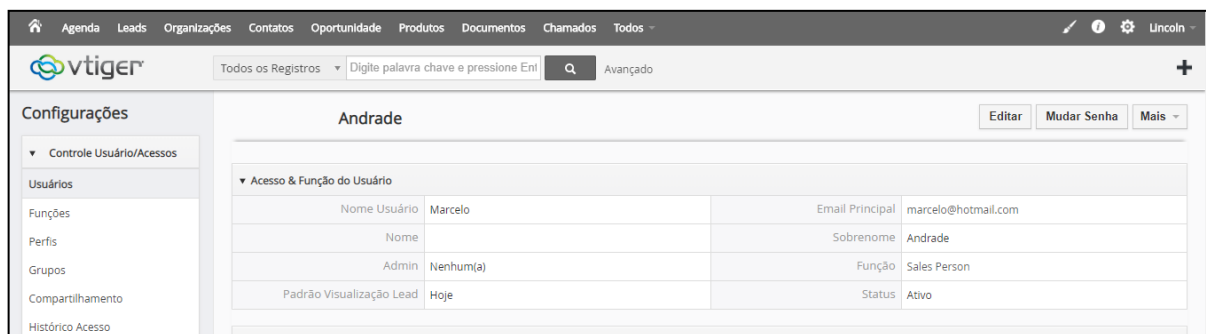 Agenda Leads Organizações Contatos Oportunidade Produtos Documentos Chamados Todos Lincoln
vtiger Todos os Registros Digite palavra chave e pressione Ent Avançado
Configurações
Andrade Editar Mudar Senha Mais
Controle Usuário/Acessos
Usuários
Funções
Perfis
Grupos
Compartilhamento
Histórico Acesso
Acesso & Função do Usuário
Nome Usuário Marcelo Email Principal marcelo@hotmail.com
Nome Sobrenome Andrade
Admin Nenhum(a) Função Sales Person
Padrão Visualização Lead Hoje Status Ativo